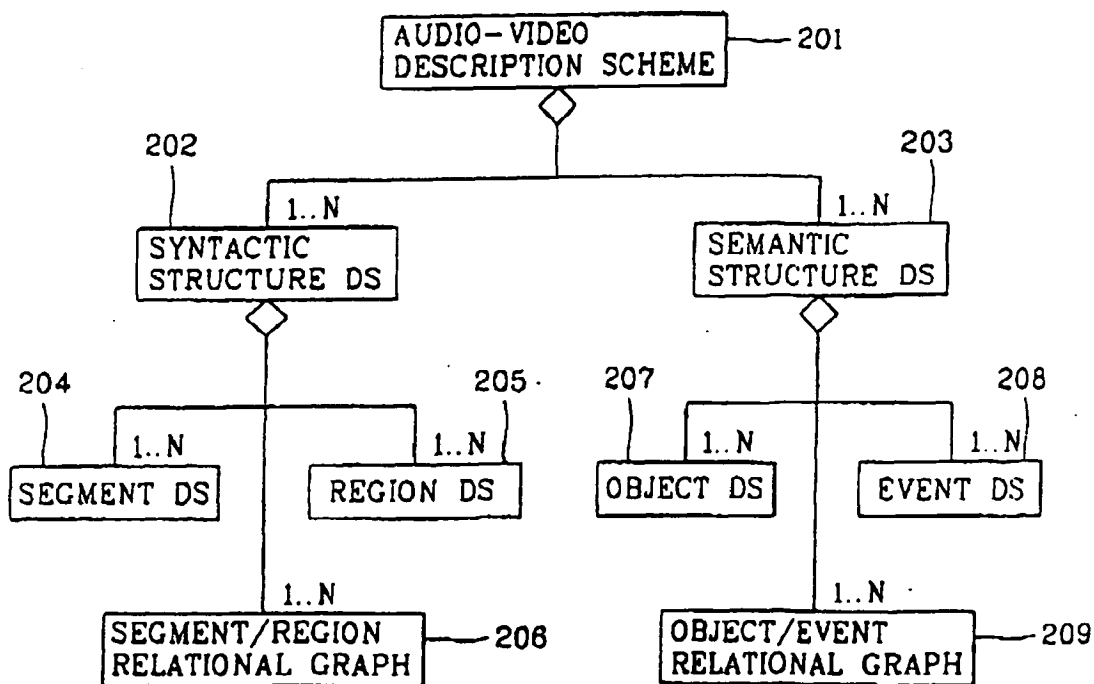 AUDIO-VIDEO
DESCRIPTION SCHEME
201
202
203
1..N
1..N
SYNTACTIC
STRUCTURE DS
SEMANTIC
STRUCTURE DS
204
205
207
208
1..N
1..N
1..N
1..N
SEGMENT DS
REGION DS
OBJECT DS
EVENT DS
1..N
1..N
SEGMENT/REGION
RELATIONAL GRAPH
206
OBJECT/EVENT
RELATIONAL GRAPH
209